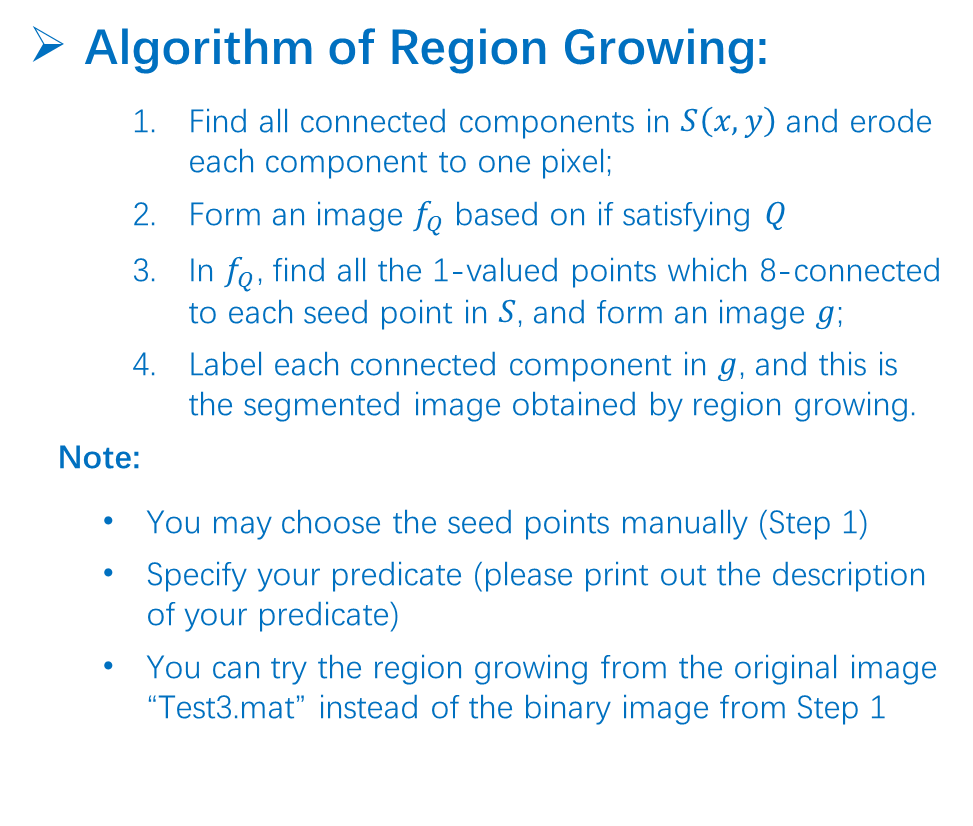 ➢ Algorithm of Region Growing:
1. Find all connected components in S(x, y) and erode
each component to one pixel;
2. Form an image f_Q based on if satisfying Q
3. In f_Q, find all the 1-valued points which 8-connected
to each seed point in S, and form an image g;
4. Label each connected component in g, and this is
the segmented image obtained by region growing.
Note:
• You may choose the seed points manually (Step 1)
• Specify your predicate (please print out the description
of your predicate)
• You can try the region growing from the original image
“Test3.mat” instead of the binary image from Step 1